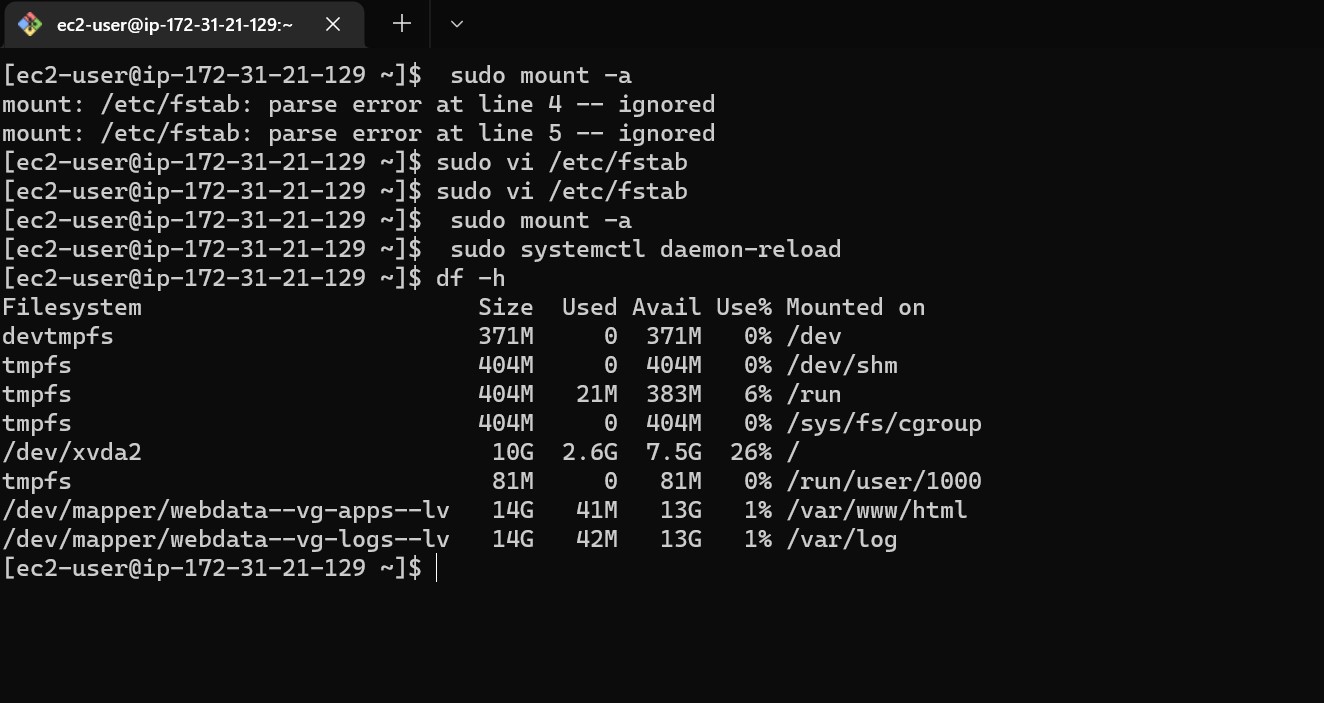 ec2-user@ip-172-31-21-129:~
[ec2-user@ip-172-31-21-129 ~]$  sudo mount -a
mount: /etc/fstab: parse error at line 4 -- ignored
mount: /etc/fstab: parse error at line 5 -- ignored
[ec2-user@ip-172-31-21-129 ~]$ sudo vi /etc/fstab
[ec2-user@ip-172-31-21-129 ~]$ sudo vi /etc/fstab
[ec2-user@ip-172-31-21-129 ~]$  sudo mount -a
[ec2-user@ip-172-31-21-129 ~]$  sudo systemctl daemon-reload
[ec2-user@ip-172-31-21-129 ~]$ df -h
Filesystem                        Size  Used Avail Use% Mounted on
devtmpfs                          371M     0  371M   0% /dev
tmpfs                             404M     0  404M   0% /dev/shm
tmpfs                             404M   21M  383M   6% /run
tmpfs                             404M     0  404M   0% /sys/fs/cgroup
/dev/xvda2                         10G  2.6G  7.5G  26% /
tmpfs                              81M     0   81M   0% /run/user/1000
/dev/mapper/webdata--vg-apps--lv   14G   41M   13G   1% /var/www/html
/dev/mapper/webdata--vg-logs--lv   14G   42M   13G   1% /var/log
[ec2-user@ip-172-31-21-129 ~]$